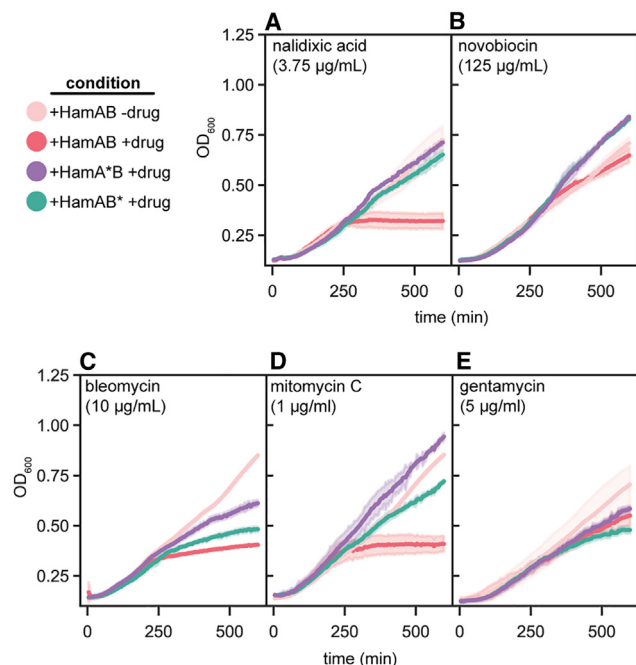 A
B
nalidixic acid
(3.75 µg/mL)
novobiocin
(125 µg/mL)
condition
+HamAB -drug
+HamAB +drug
+HamA*B +drug
+HamAB* +drug
1.25
1.00
0.75
0.50
0.25
OD600
0
250
500
0
250
500
time (min)
C
D
E
bleomycin
(10 µg/mL)
mitomycin C
(1 µg/ml)
gentamycin
(5 µg/ml)
1.25
1.00
0.75
0.50
0.25
OD600
0
250
500
0
250
500
0
250
500
time (min)
time (min)